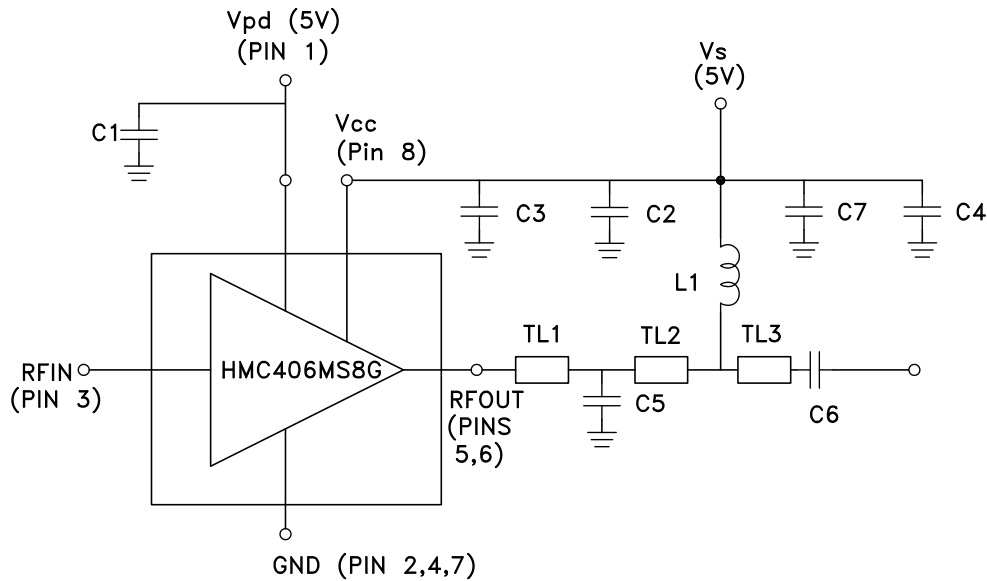 Vpd (5V)
(PIN 1)
C1
Vcc
(Pin 8)
Vs
(5V)
C3
C2
C7
C4
L1
TL1
TL2
TL3
RFIN
(PIN 3)
HMC406MS8G
RFOUT
(PINS
5,6)
C5
C6
GND (PIN 2,4,7)